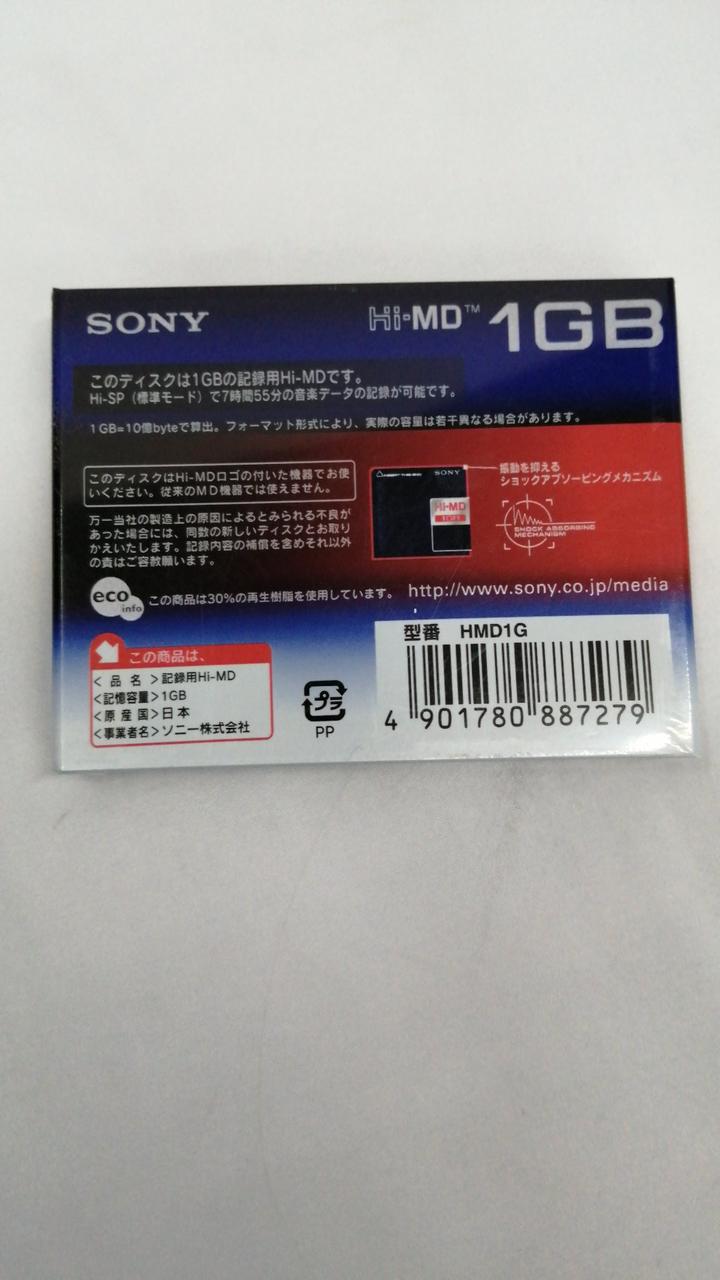 SONY
Hi-MD™ 1GB
このディスクは1GBの記録用Hi-MDです。
Hi-SP（標準モード）で7時間55分の音楽データの記録が可能です。
1GB=10億byteで算出。フォーマット形式により、実際の容量は若干異なる場合があります。
このディスクはHi-MDロゴの付いた機器でお使
いください。従来のMD機器では使えません。
万一当社の製造上の原因によるとみられる不良が
あった場合には、同数の新しいディスクとお取り
かえいたします。記録内容の補償を含めそれ以外
の責はご容赦願います。
SONY
Hi-MD
振動を抑える
ショックアブソービングメカニズム
SHOCK ABSORBING
MECHANISM
eco
info
この商品は30%の再生樹脂を使用しています。
http://www.sony.co.jp/media
この商品は、
<品名>記録用Hi-MD
<記憶容量>1GB
<原産国>日本
<事業者名>ソニー株式会社
プラ
PP
型番 HMD1G
4 901780 887279